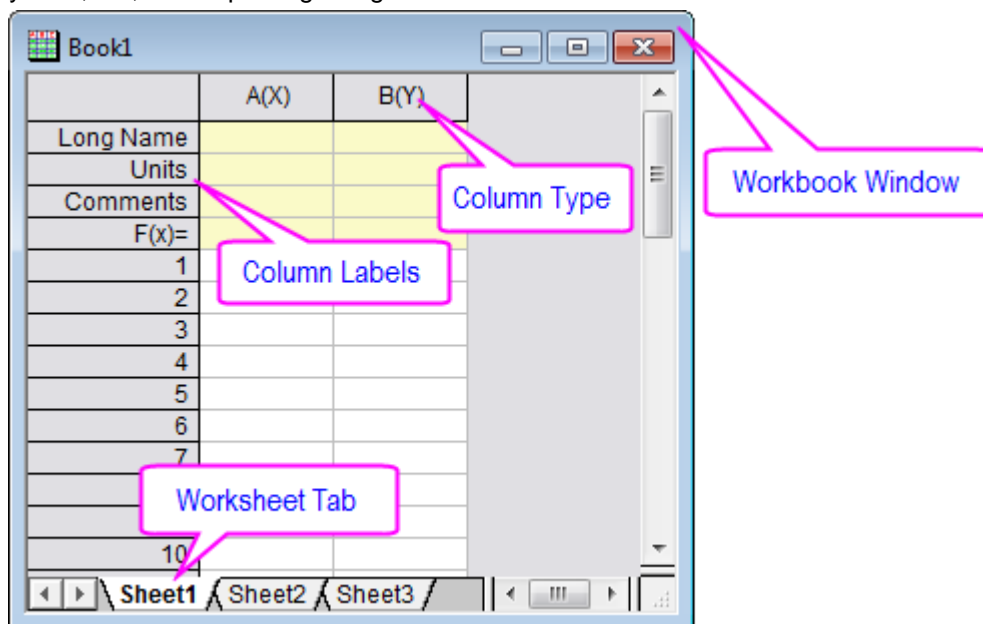 Book1
A(X) B(Y)
Long Name
Units
Comments
F(x)=
1
2
3
4
5
6
7
10
Column Type
Workbook Window
Column Labels
Worksheet Tab
Sheet1 Sheet2 Sheet3